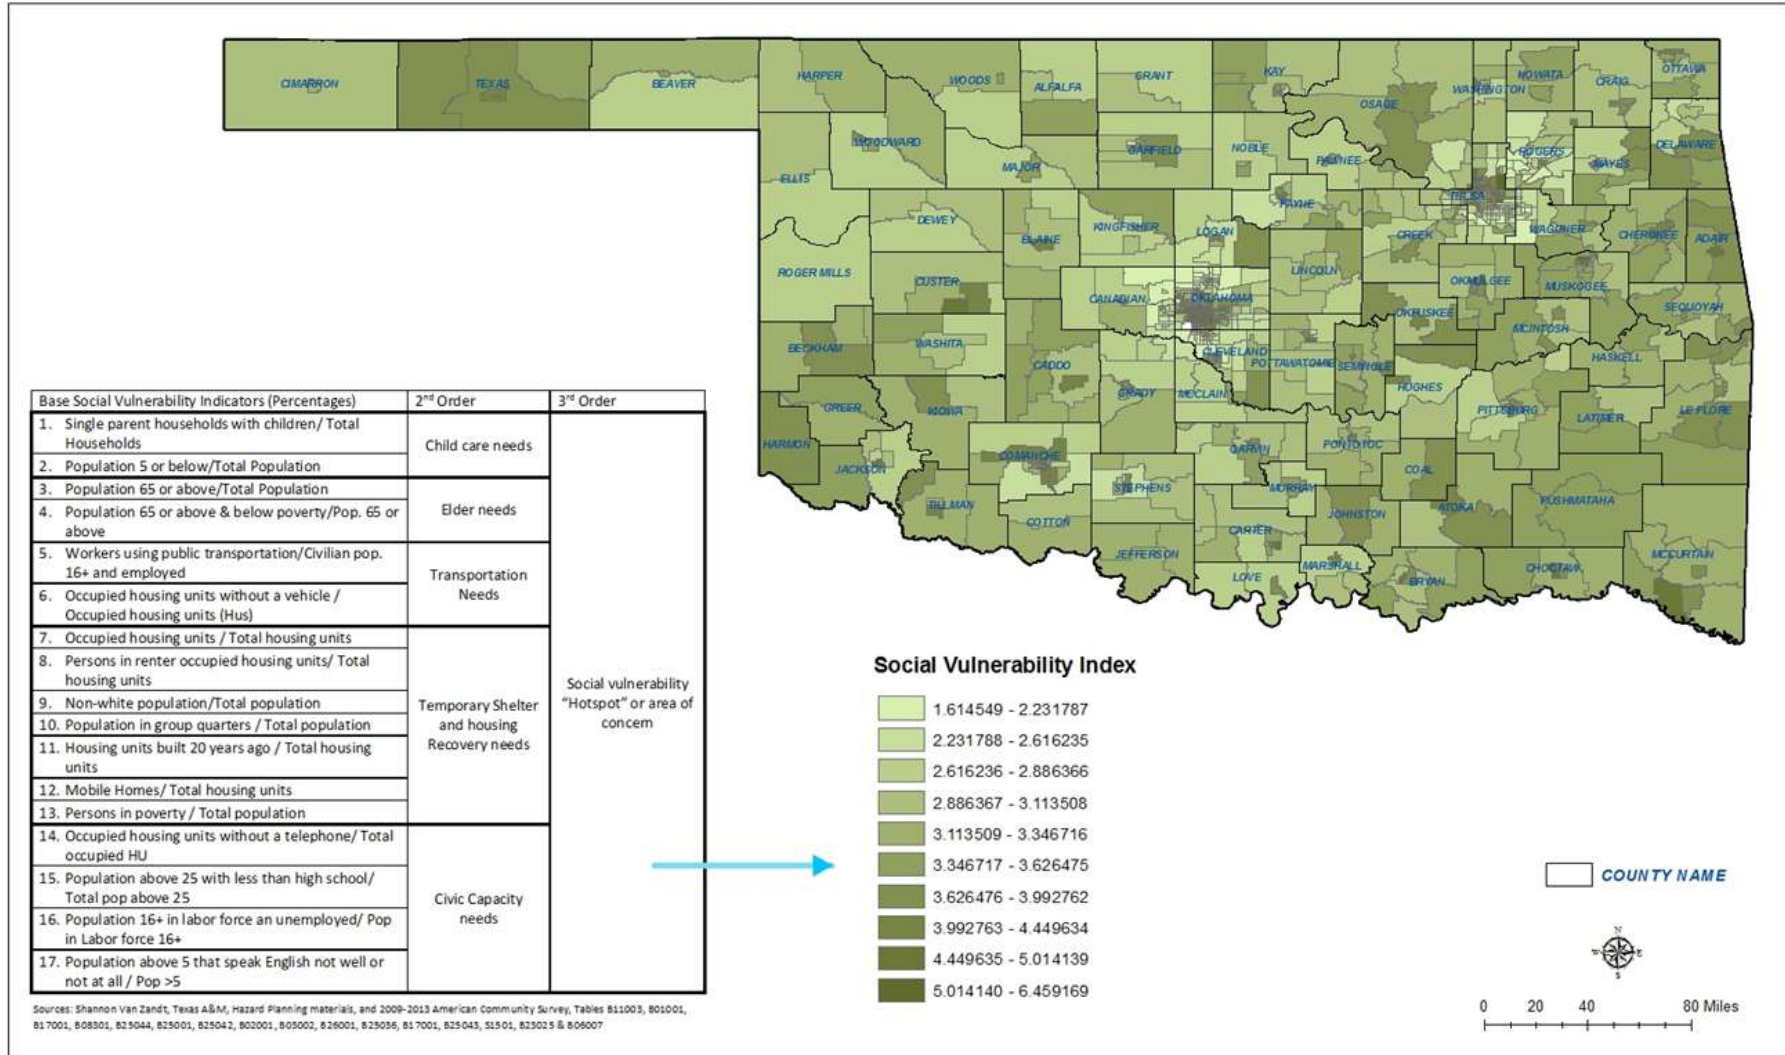 CIMARRON
TEXAS
BEAVER
HARPER
WOODS
ALFALFA
GRANT
KAY
OSAGE
WASHINGTON
NOWATA
CRAIG
OTTAWA
WOODWARD
MAJOR
GARFIELD
NOBLE
PAWNEE
ROGERS
MAYES
DELAWARE
ELLIS
DEWEY
BLAINE
KINGFISHER
LOGAN
PAYNE
TULSA
CREEK
WAGONER
CHEROKEE
ADAIR
ROGER MILLS
CUSTER
CANADIAN
OKLAHOMA
LINCOLN
OKMULGEE
MUSKOGEE
OKFUSKEE
MCINTOSH
SEQUOYAH
BECKHAM
WASHITA
CADDO
GRADY
CLEVELAND
MCCLAIN
POTTAWATOMIE
SEMINOLE
HUGHES
HASKELL
PITTSBURG
LATIMER
LE FLORE
GREER
KIOWA
HARMON
JACKSON
COMANCHE
STEPHENS
GARVIN
PONTOTOC
COAL
MURRAY
TILLMAN
COTTON
JEFFERSON
CARTER
JOHNSTON
ATOKA
PUSHMATAHA
LOVE
MARSHALL
BRYAN
CHOCTAW
MCCURTAIN
Base Social Vulnerability Indicators (Percentages)
2nd Order
3rd Order
1. Single parent households with children/ Total
Households
2. Population 5 or below/Total Population
Child care needs
3. Population 65 or above/Total Population
4. Population 65 or above & below poverty/Pop. 65 or
above
Elder needs
5. Workers using public transportation/Civilian pop.
16+ and employed
6. Occupied housing units without a vehicle /
Occupied housing units (Hus)
Transportation
Needs
7. Occupied housing units / Total housing units
8. Persons in renter occupied housing units/ Total
housing units
9. Non-white population/Total population
10. Population in group quarters / Total population
11. Housing units built 20 years ago / Total housing
units
12. Mobile Homes/ Total housing units
13. Persons in poverty / Total population
Temporary Shelter
and housing
Recovery needs
14. Occupied housing units without a telephone/ Total
occupied HU
15. Population above 25 with less than high school/
Total pop above 25
16. Population 16+ in labor force an unemployed/ Pop
in Labor force 16+
17. Population above 5 that speak English not well or
not at all / Pop >5
Civic Capacity
needs
Social vulnerability
"Hotspot" or area of
concern
Sources: Shannon Van Zandt, Texas A&M, Hazard Planning materials, and 2009-2013 American Community Survey, Tables B11003, B01001,
B17001, B08301, B25044, B25001, B25042, B02001, B03002, B26001, B25036, B17001, B25043, S1501, B23025 & B06007
Social Vulnerability Index
1.614549 - 2.231787
2.231788 - 2.616235
2.616236 - 2.886366
2.886367 - 3.113508
3.113509 - 3.346716
3.346717 - 3.626475
3.626476 - 3.992762
3.992763 - 4.449634
4.449635 - 5.014139
5.014140 - 6.459169
COUNTY NAME
N
W E
S
0 20 40 80 Miles